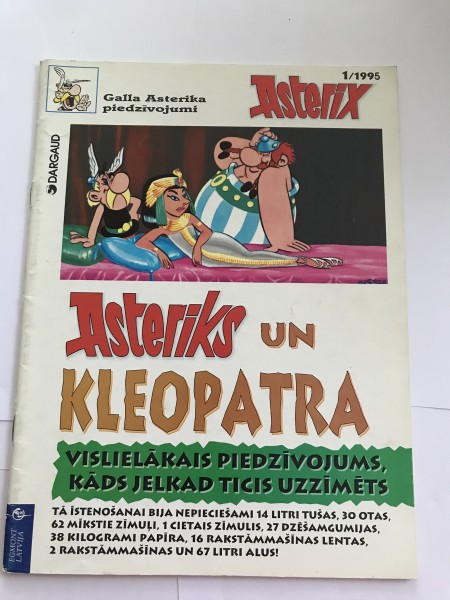 1/1995
Galla Asterika
piedzīvojumi
Asterix
DARGAUD
Asteriks UN
KLEOPATRA
VISLIELĀKAIS PIEDZĪVOJUMS,
KĀDS JELKAD TICIS UZZĪMĒTS
TĀ ĪSTENOŠANAI BIJA NEPIECIEŠAMI 14 LITRI TUŠAS, 30 OTAS,
62 MĪKSTIE ZĪMUĻI, 1 CIETAIS ZĪMULIS, 27 DZĒŠAMGUMIJAS,
38 KILOGRAMI PAPĪRA, 16 RAKSTĀMMAŠĪNAS LENTAS,
2 RAKSTĀMMAŠĪNAS UN 67 LITRI ALUS!
EGMONT
LATVIJA